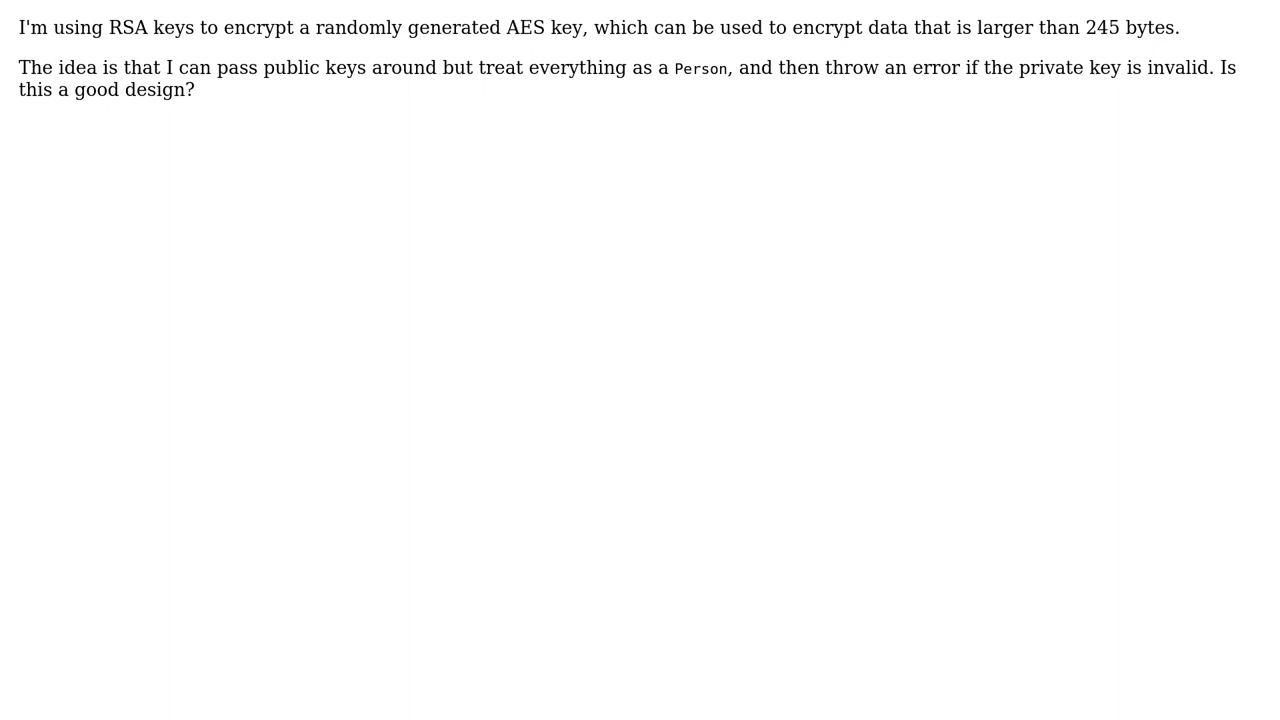 I'm using RSA keys to encrypt a randomly generated AES key, which can be used to encrypt data that is larger than 245 bytes.
The idea is that I can pass public keys around but treat everything as a Person, and then throw an error if the private key is invalid. Is
this a good design?